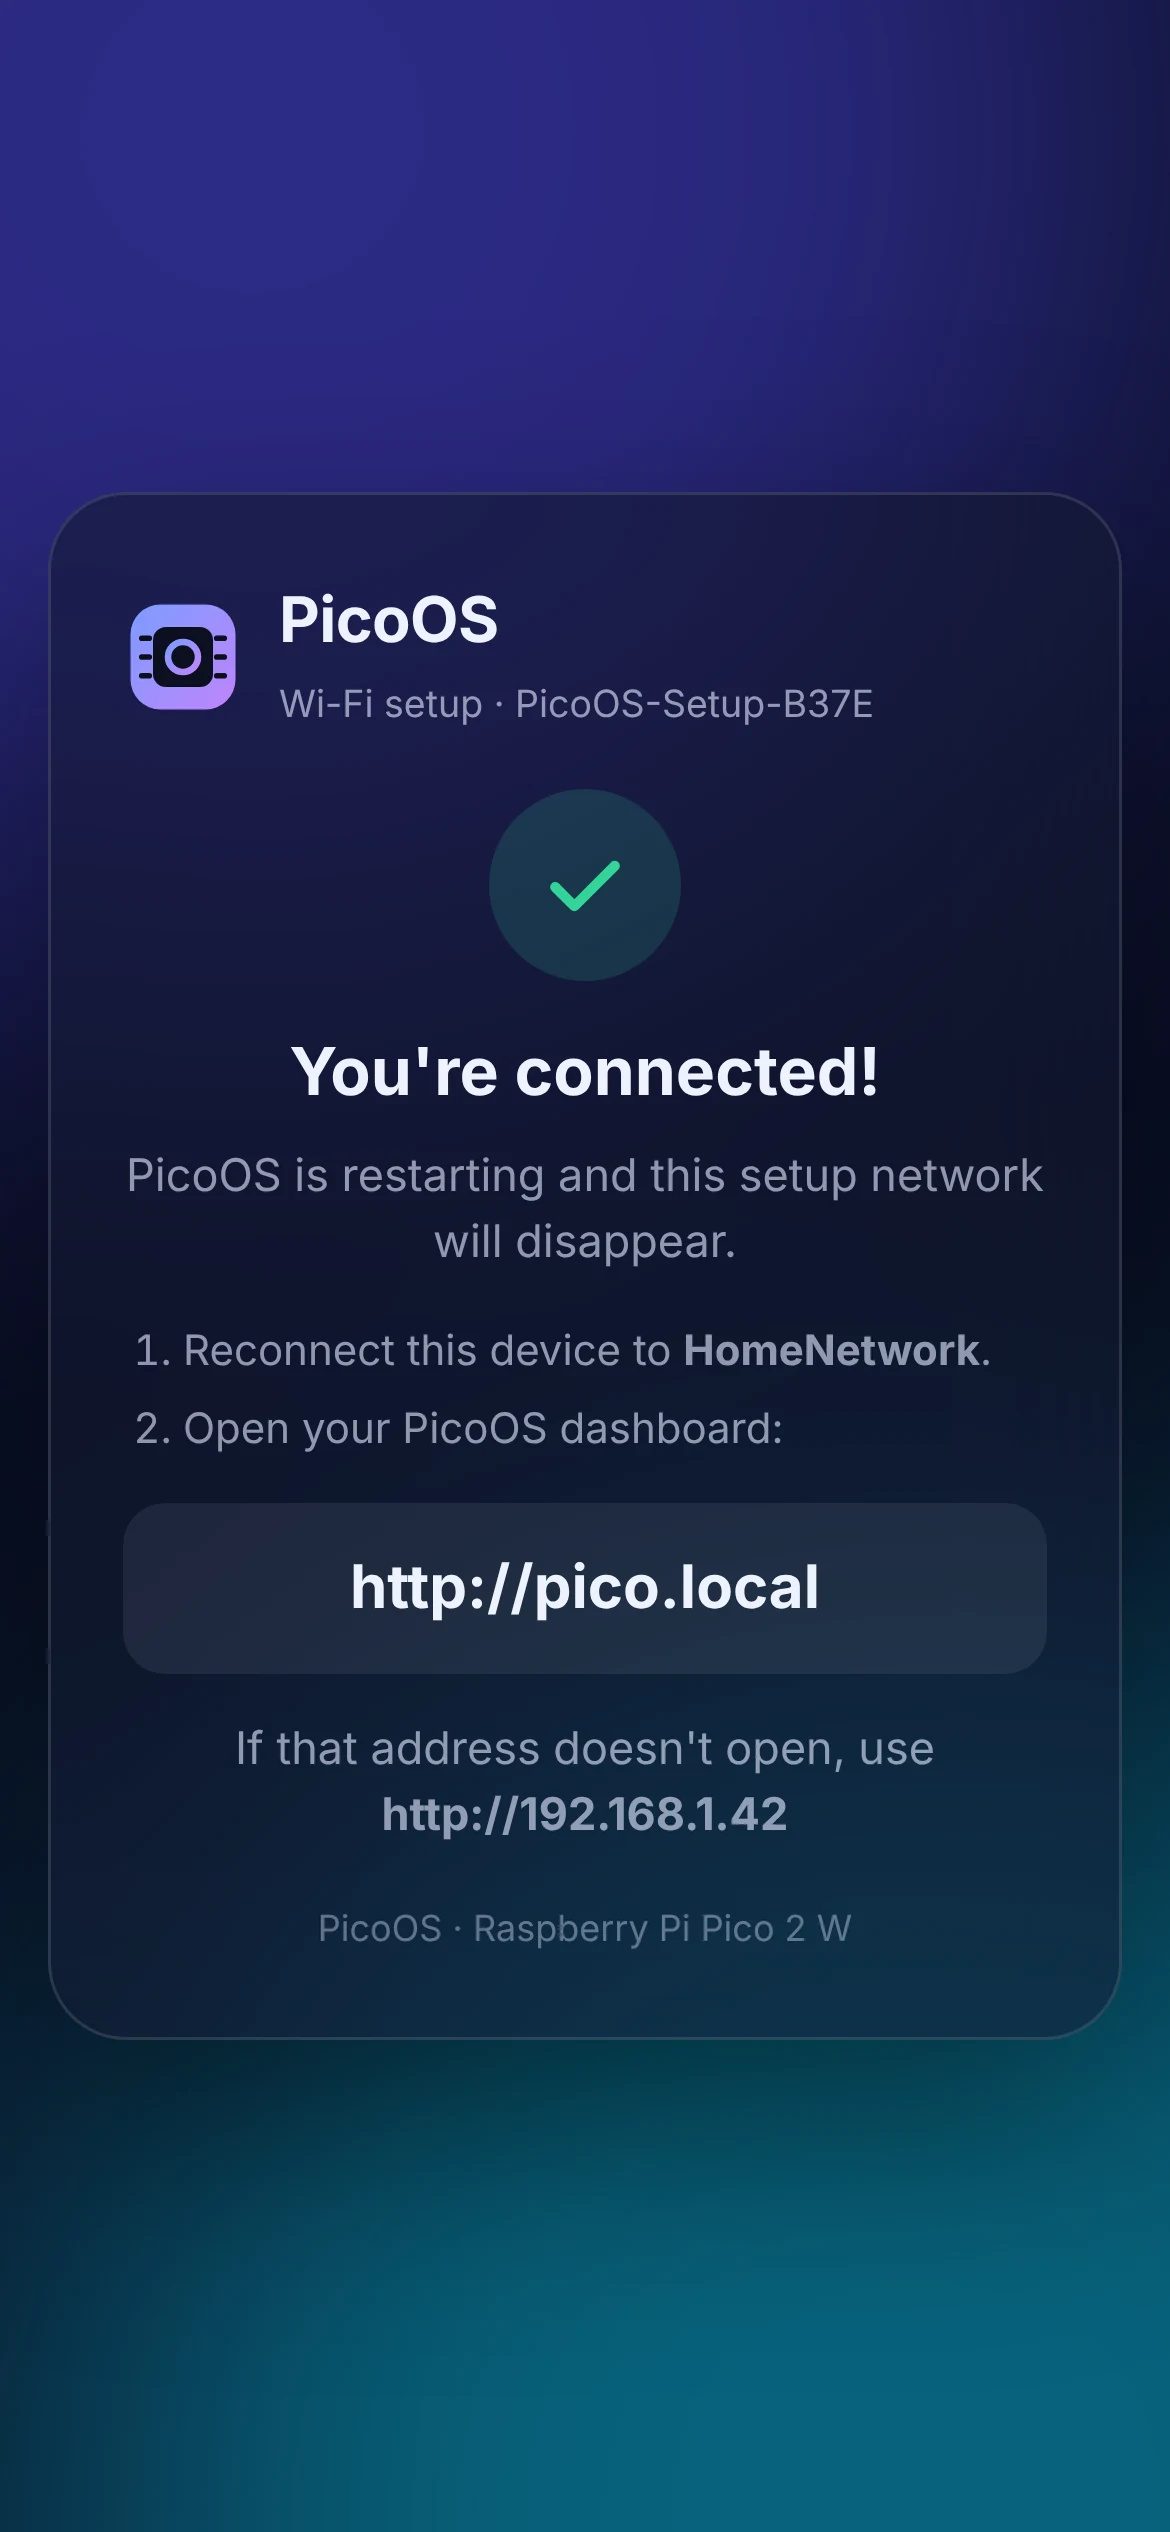 PicoOS
Wi-Fi setup · PicoOS-Setup-B37E
You're connected!
PicoOS is restarting and this setup network
will disappear.
1. Reconnect this device to HomeNetwork.
2. Open your PicoOS dashboard:
http://pico.local
If that address doesn't open, use
http://192.168.1.42
PicoOS · Raspberry Pi Pico 2 W